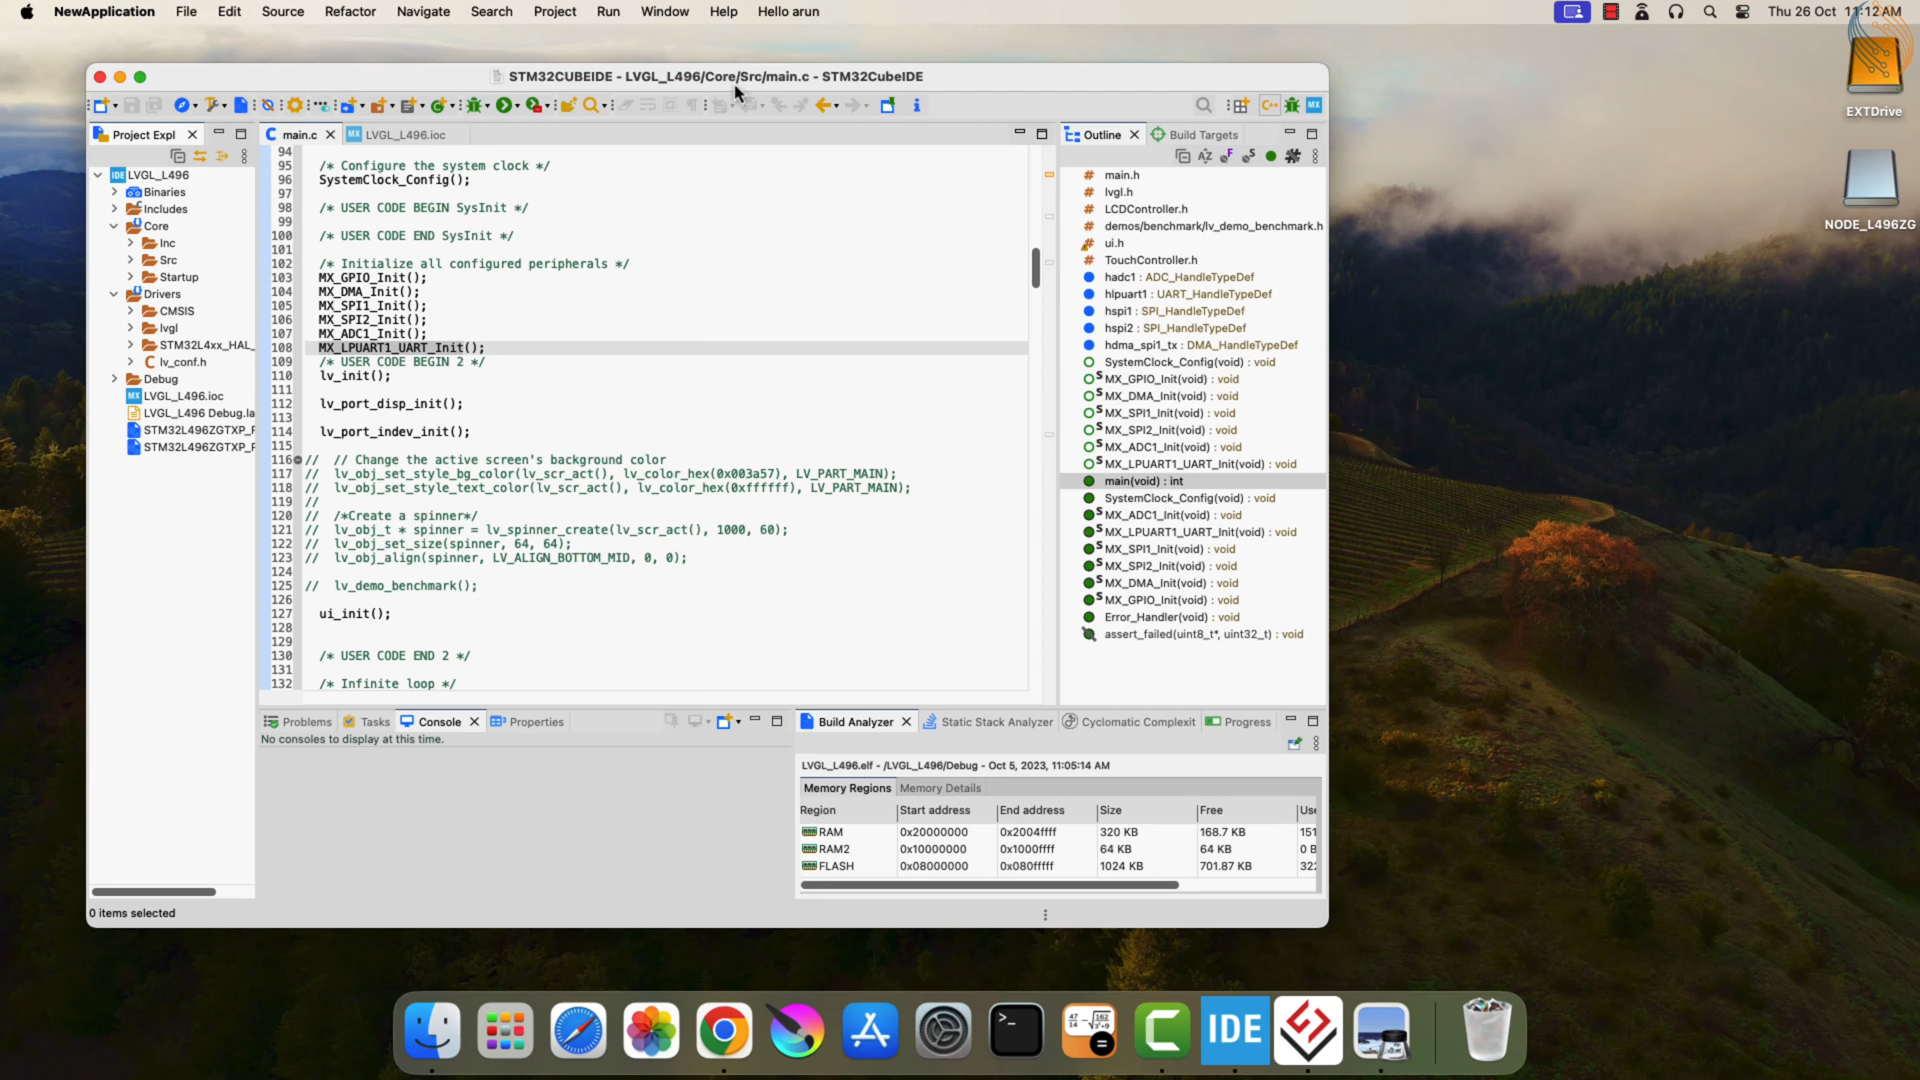 NewApplication File Edit Source Refactor Navigate Search Project Run Window Help Hello arun Thu 26 Oct 11:12 AM
EXTDrive
NODE_L496ZG
STM32CUBEIDE - LVGL_L496/Core/Src/main.c - STM32CubeIDE
Project Expl
LVGL_L496
Binaries
Includes
Core
Inc
Src
Startup
Drivers
CMSIS
lvgl
STM32L4xx_HAL_
lv_conf.h
Debug
LVGL_L496.ioc
LVGL_L496 Debug.la
STM32L496ZGTXP_F
STM32L496ZGTXP_F
0 items selected
main.c LVGL_L496.ioc
94
95 /* Configure the system clock */
96 SystemClock_Config();
97
98 /* USER CODE BEGIN SysInit */
99
100 /* USER CODE END SysInit */
101
102 /* Initialize all configured peripherals */
103 MX_GPIO_Init();
104 MX_DMA_Init();
105 MX_SPI1_Init();
106 MX_SPI2_Init();
107 MX_ADC1_Init();
108 MX_LPUART1_UART_Init();
109 /* USER CODE BEGIN 2 */
110 lv_init();
111
112 lv_port_disp_init();
113
114 lv_port_indev_init();
115
116 // // Change the active screen's background color
117 // lv_obj_set_style_bg_color(lv_scr_act(), lv_color_hex(0x003a57), LV_PART_MAIN);
118 // lv_obj_set_style_text_color(lv_scr_act(), lv_color_hex(0xffffff), LV_PART_MAIN);
119 //
120 // /*Create a spinner*/
121 // lv_obj_t * spinner = lv_spinner_create(lv_scr_act(), 1000, 60);
122 // lv_obj_set_size(spinner, 64, 64);
123 // lv_obj_align(spinner, LV_ALIGN_BOTTOM_MID, 0, 0);
124
125 // lv_demo_benchmark();
126
127 ui_init();
128
129
130 /* USER CODE END 2 */
131
132 /* Infinite loop */
Outline Build Targets
main.h
lvgl.h
LCDController.h
demos/benchmark/lv_demo_benchmark.h
ui.h
TouchController.h
hadc1 : ADC_HandleTypeDef
hlpuart1 : UART_HandleTypeDef
hspi1 : SPI_HandleTypeDef
hspi2 : SPI_HandleTypeDef
hdma_spi1_tx : DMA_HandleTypeDef
SystemClock_Config(void) : void
MX_GPIO_Init(void) : void
MX_DMA_Init(void) : void
MX_SPI1_Init(void) : void
MX_SPI2_Init(void) : void
MX_ADC1_Init(void) : void
MX_LPUART1_UART_Init(void) : void
main(void) : int
SystemClock_Config(void) : void
MX_ADC1_Init(void) : void
MX_LPUART1_UART_Init(void) : void
MX_SPI1_Init(void) : void
MX_SPI2_Init(void) : void
MX_DMA_Init(void) : void
MX_GPIO_Init(void) : void
Error_Handler(void) : void
assert_failed(uint8_t*, uint32_t) : void
Problems Tasks Console Properties
No consoles to display at this time.
Build Analyzer Static Stack Analyzer Cyclomatic Complexit Progress
LVGL_L496.elf - /LVGL_L496/Debug - Oct 5, 2023, 11:05:14 AM
Memory Regions Memory Details
Region Start address End address Size Free Use
RAM 0x20000000 0x2004ffff 320 KB 168.7 KB 151
RAM2 0x10000000 0x1000ffff 64 KB 64 KB 0 B
FLASH 0x08000000 0x080fffff 1024 KB 701.87 KB 322
IDE